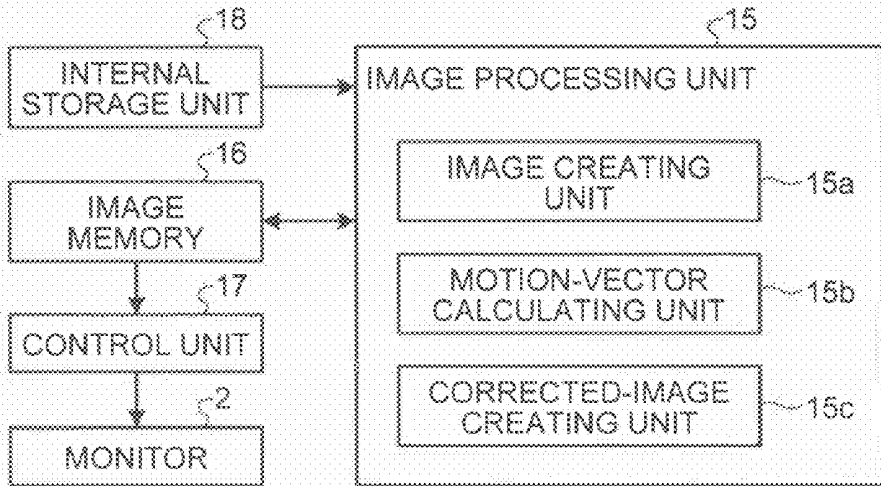 18
INTERNAL
STORAGE UNIT
16
IMAGE
MEMORY
17
CONTROL UNIT
2
MONITOR
15
IMAGE PROCESSING UNIT
IMAGE CREATING
UNIT
15a
MOTION-VECTOR
CALCULATING UNIT
15b
CORRECTED-IMAGE
CREATING UNIT
15c